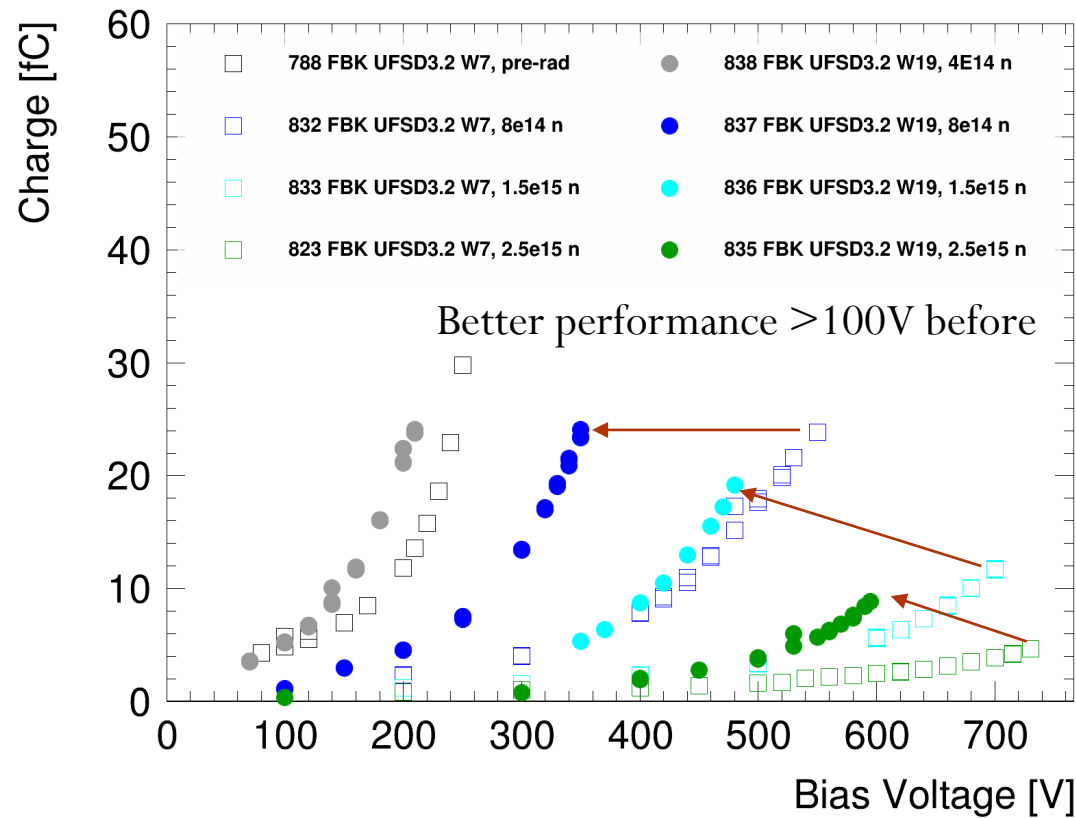 Charge [fC]
60
50
40
30
20
10
0
788 FBK UFSD3.2 W7, pre-rad
832 FBK UFSD3.2 W7, 8e14 n
833 FBK UFSD3.2 W7, 1.5e15 n
823 FBK UFSD3.2 W7, 2.5e15 n
838 FBK UFSD3.2 W19, 4E14 n
837 FBK UFSD3.2 W19, 8e14 n
836 FBK UFSD3.2 W19, 1.5e15 n
835 FBK UFSD3.2 W19, 2.5e15 n
Better performance >100V before
0 100 200 300 400 500 600 700
Bias Voltage [V]